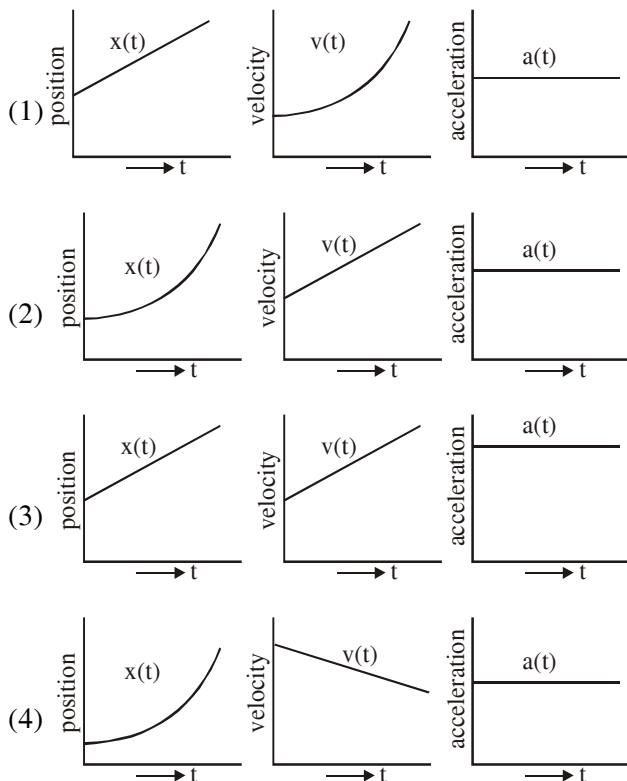 (1) position x(t) t velocity v(t) t acceleration a(t) t
(2) position x(t) t velocity v(t) t acceleration a(t) t
(3) position x(t) t velocity v(t) t acceleration a(t) t
(4) position x(t) t velocity v(t) t acceleration a(t) t